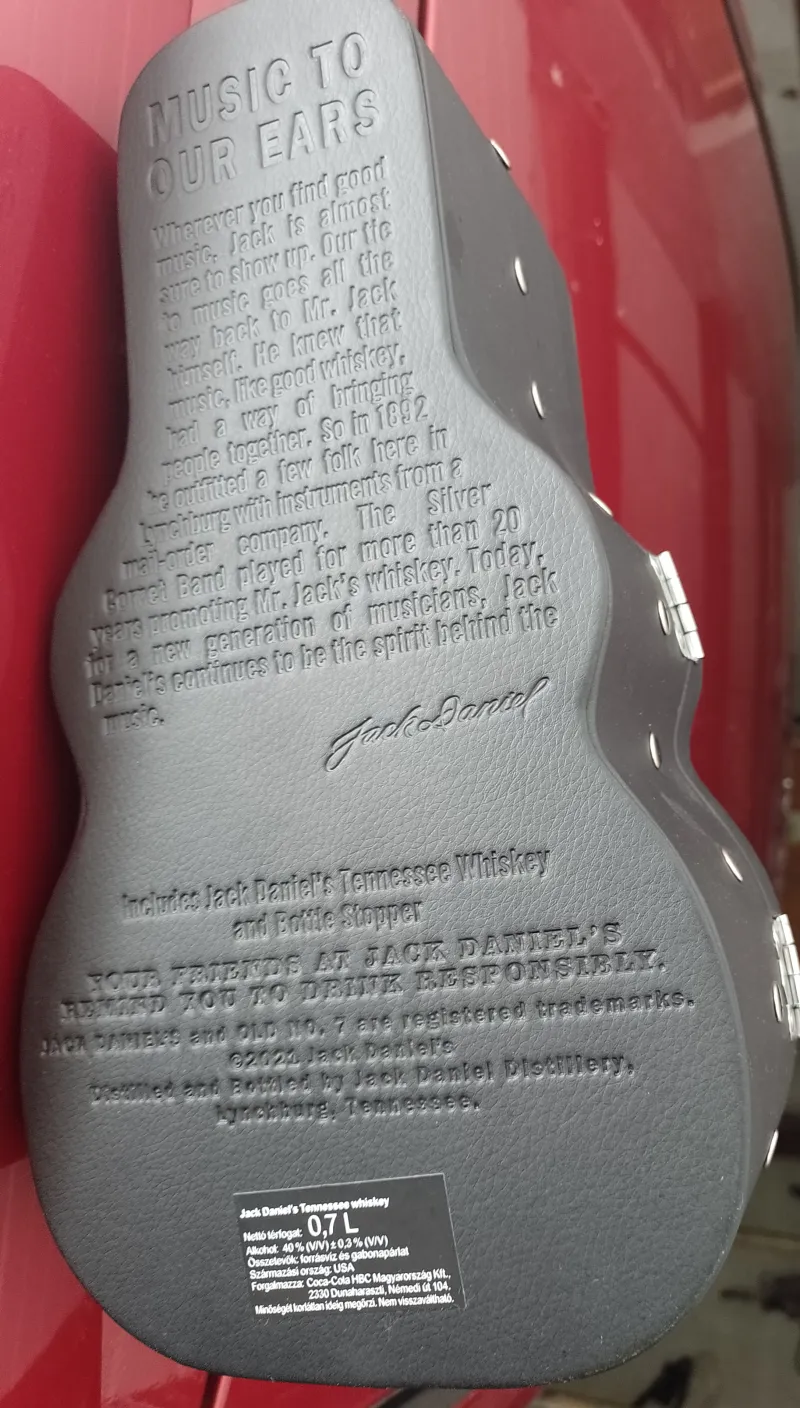 MUSIC TO
OUR EARS
Wherever you find good
music, Jack is almost
sure to show up. Our tie
to music goes all the
way back to Mr. Jack
himself. He knew that
music, like good whiskey,
had a way of bringing
people together. So in 1892
he outfitted a few folk here in
Lynchburg with instruments from a
mail-order company. The Silver
Cornet Band played for more than 20
years promoting Mr. Jack's whiskey. Today,
for a new generation of musicians, Jack
Daniel's continues to be the spirit behind the
music.
Jack Daniel
Includes Jack Daniel's Tennessee Whiskey
and Bottle Stopper
YOUR FRIENDS AT JACK DANIEL'S
REMIND YOU TO DRINK RESPONSIBLY.
JACK DANIEL'S and OLD NO. 7 are registered trademarks.
©2021 Jack Daniel's
Distilled and Bottled by Jack Daniel Distillery,
Lynchburg, Tennessee.
Jack Daniel's Tennessee whiskey
Nettó térfogat: 0,7 L
Alkohol: 40 % (V/V) ± 0,3 % (V/V)
Összetevők: forrásvíz és gabonapárlat
Származási ország: USA
Forgalmazza: Coca-Cola HBC Magyarország Kft.,
2330 Dunaharaszti, Némedi út 104.
Minőségét korlátlan ideig megőrzi. Nem visszaváltható.